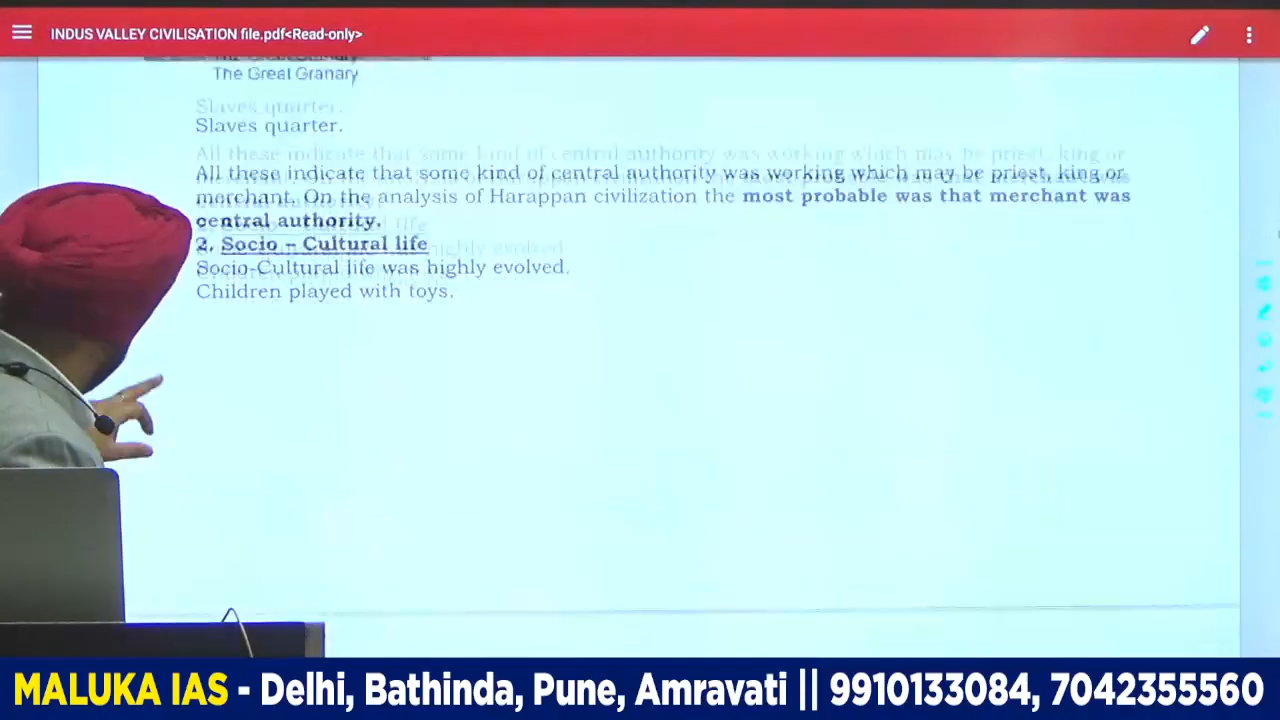 INDUS VALLEY CIVILISATION file.pdf<Read-only>
The Great Granary
Slaves quarter.
All these indicate that some kind of central authority was working which may be priest, king or
merchant. On the analysis of Harappan civilization the most probable was that merchant was
central authority.
2. Socio – Cultural life
Socio-Cultural life was highly evolved.
Children played with toys.
MALUKA IAS - Delhi, Bathinda, Pune, Amravati || 9910133084, 7042355560